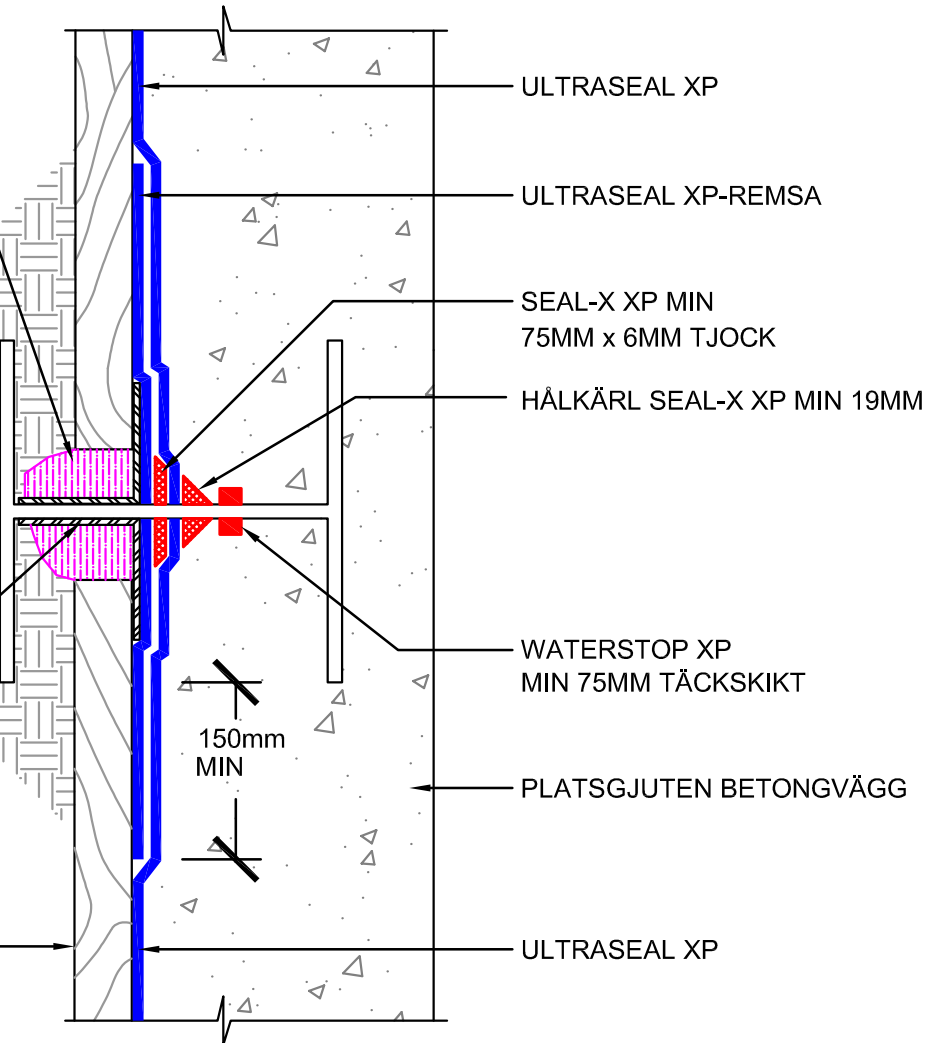 ULTRASEAL XP
ULTRASEAL XP-REMSA
SEAL-X XP MIN
75MM x 6MM TJOCK
HÅLKÄRL SEAL-X XP MIN 19MM
WATERSTOP XP
MIN 75MM TÄCKSKIKT
150mm
MIN
PLATSGJUTEN BETONGVÄGG
ULTRASEAL XP